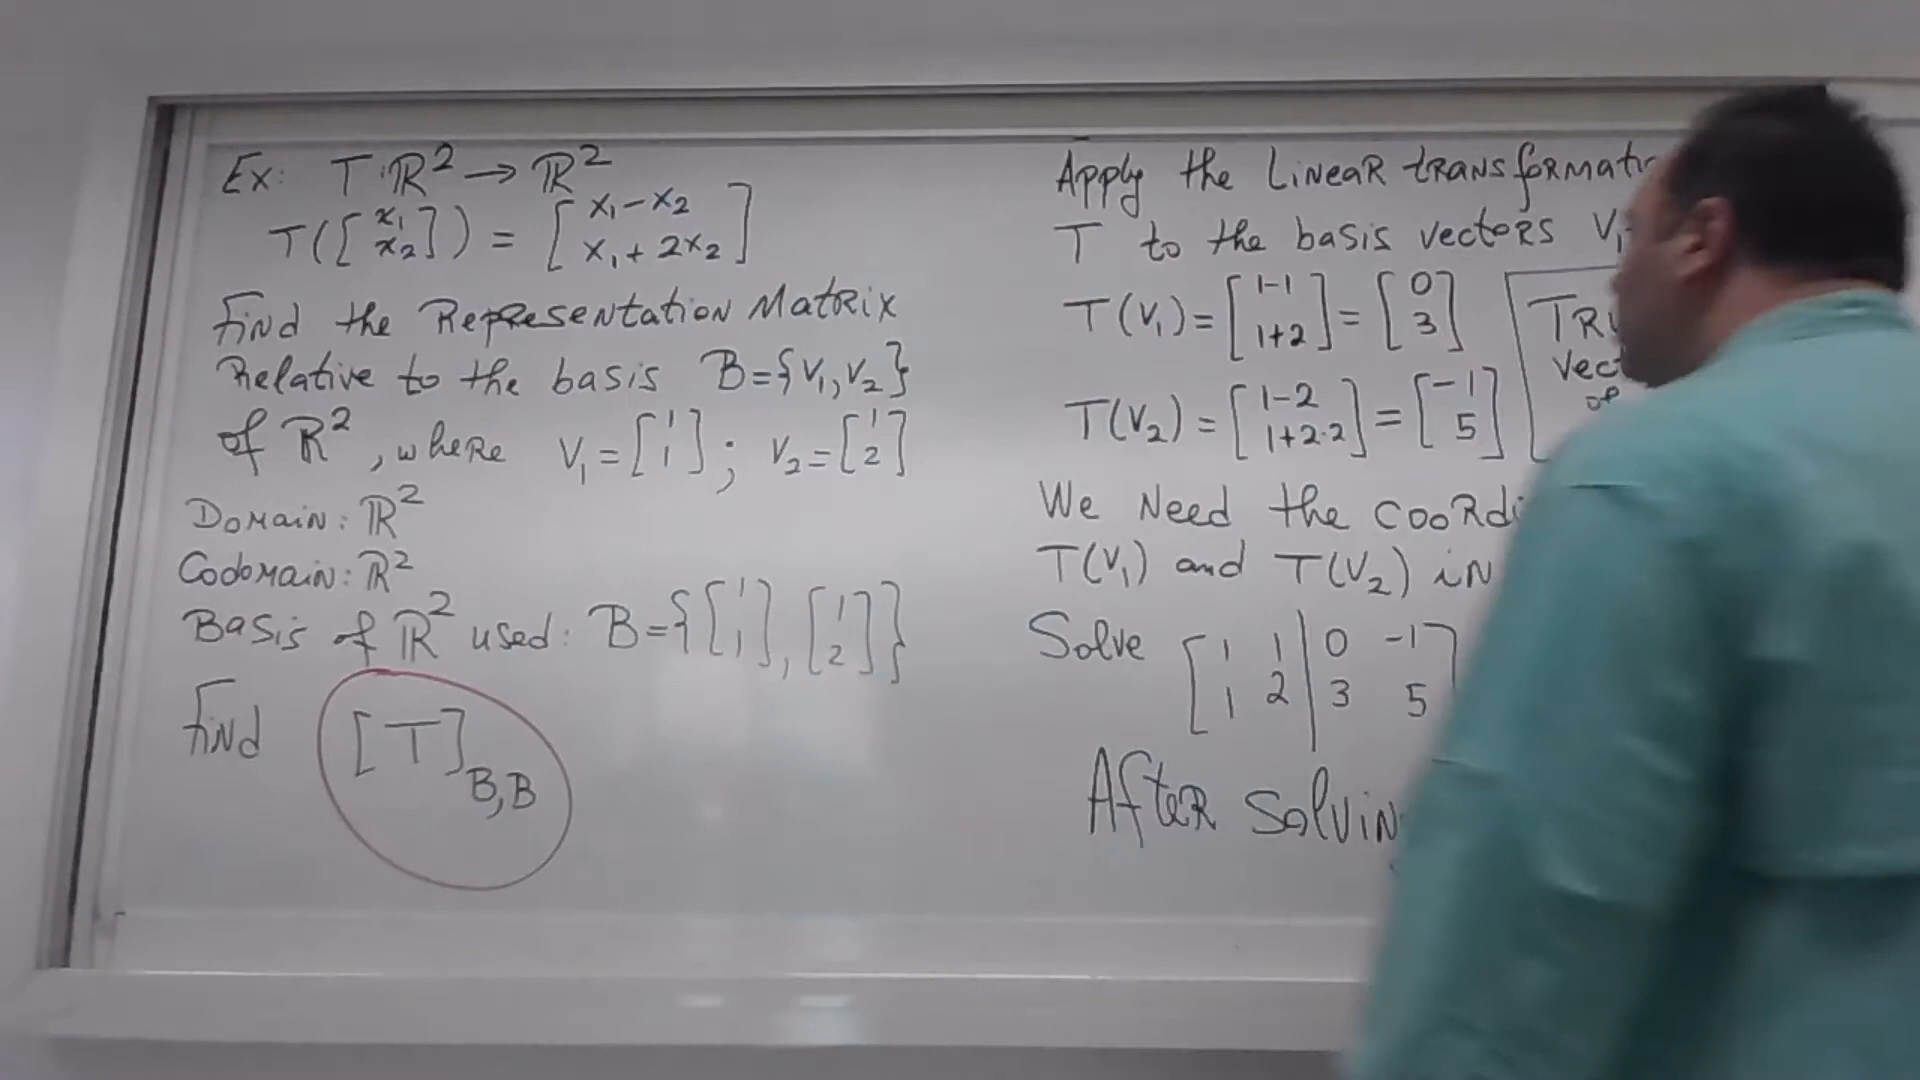 Ex: T: ℝ² → ℝ²
T([x₁ x₂]) = [x₁-x₂ x₁+2x₂]
Find the Representation Matrix
Relative to the basis B={v₁,v₂}
of ℝ², where v₁=[1 1]; v₂=[1 2]
Domain: ℝ²
Codomain: ℝ²
Basis of ℝ² used: B={[1 1],[1 2]}
Find [T]B,B
Apply the Linear
T to the basis vectors V₁
T(V₁)=[1-1 1+2]=[0 3]
T(V₂)=[1-2 1+2·2]=[-1 5]
of
We Need the
T(V₁) and T(V₂) in
Solve [1 1 | 0 -1
1 2 | 3 5]
After